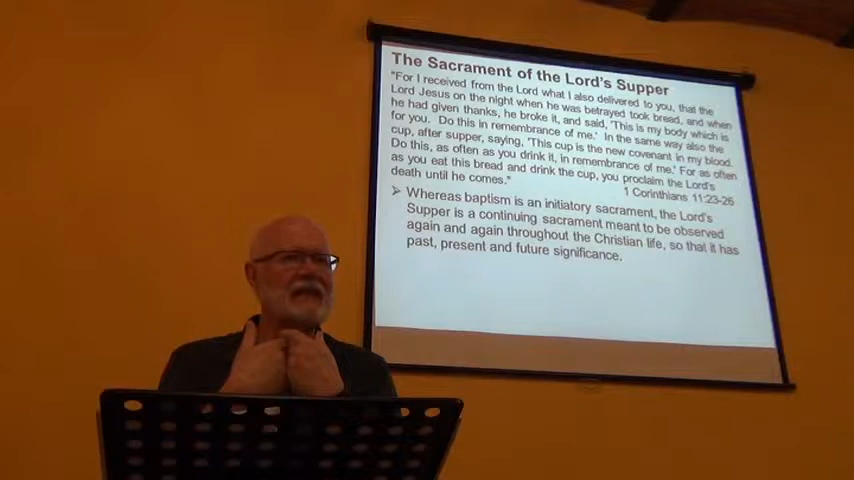 The Sacrament of the Lord's Supper
"For I received from the Lord what I also delivered to you, that the
Lord Jesus on the night when he was betrayed took bread, and when
he had given thanks, he broke it, and said, 'This is my body which is
for you.  Do this in remembrance of me.'  In the same way also the
cup, after supper, saying, 'This cup is the new covenant in my blood.
Do this, as often as you drink it, in remembrance of me.' For as often
as you eat this bread and drink the cup, you proclaim the Lord's
death until he comes."
1 Corinthians 11:23-26
➢ Whereas baptism is an initiatory sacrament, the Lord's
Supper is a continuing sacrament meant to be observed
again and again throughout the Christian life, so that it has
past, present and future significance.